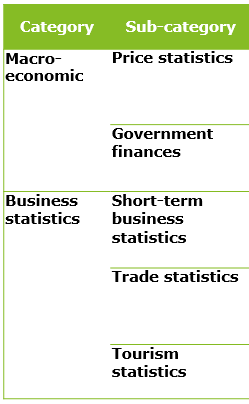 Category Sub-category
Macro-
economic
Price statistics
Government
finances
Business
statistics
Short-term
business
statistics
Trade statistics
Tourism
statistics